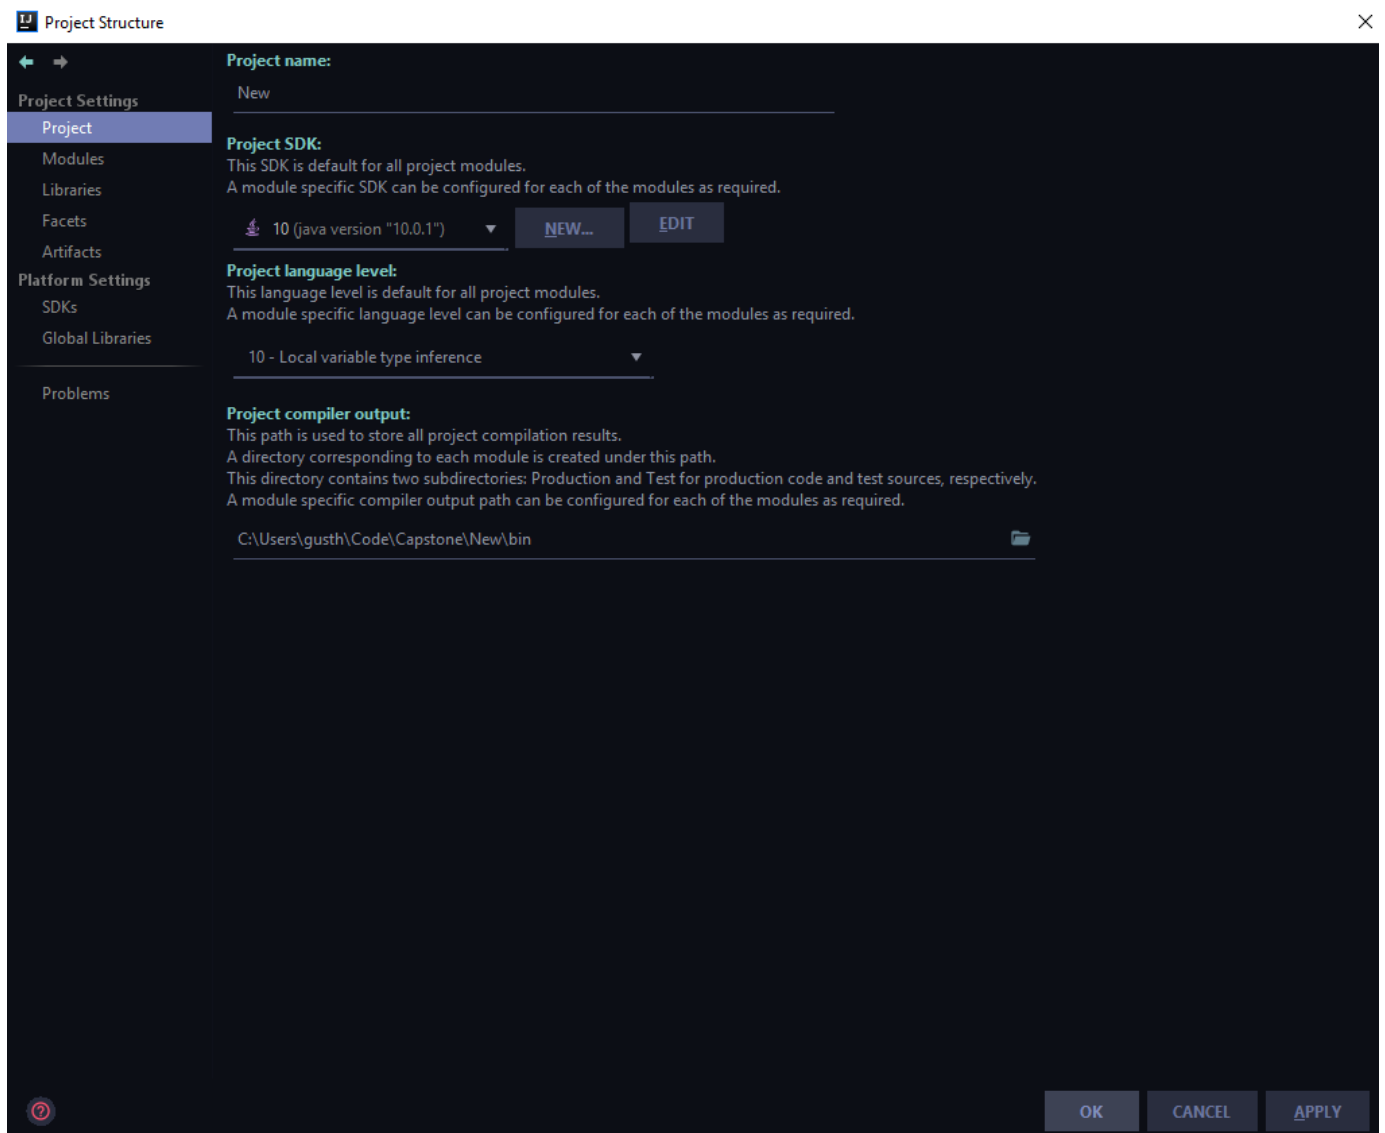 IJ Project Structure
Project name:
Project Settings
New
Project
Project SDK:
Modules
This SDK is default for all project modules.
Libraries
A module specific SDK can be configured for each of the modules as required.
Facets
10 (java version "10.0.1")
NEW...
EDIT
Artifacts
Project language level:
Platform Settings
This language level is default for all project modules.
SDKs
A module specific language level can be configured for each of the modules as required.
Global Libraries
10 - Local variable type inference
Problems
Project compiler output:
This path is used to store all project compilation results.
A directory corresponding to each module is created under this path.
This directory contains two subdirectories: Production and Test for production code and test sources, respectively.
A module specific compiler output path can be configured for each of the modules as required.
C:\Users\gusth\Code\Capstone\New\bin
?
OK
CANCEL
APPLY